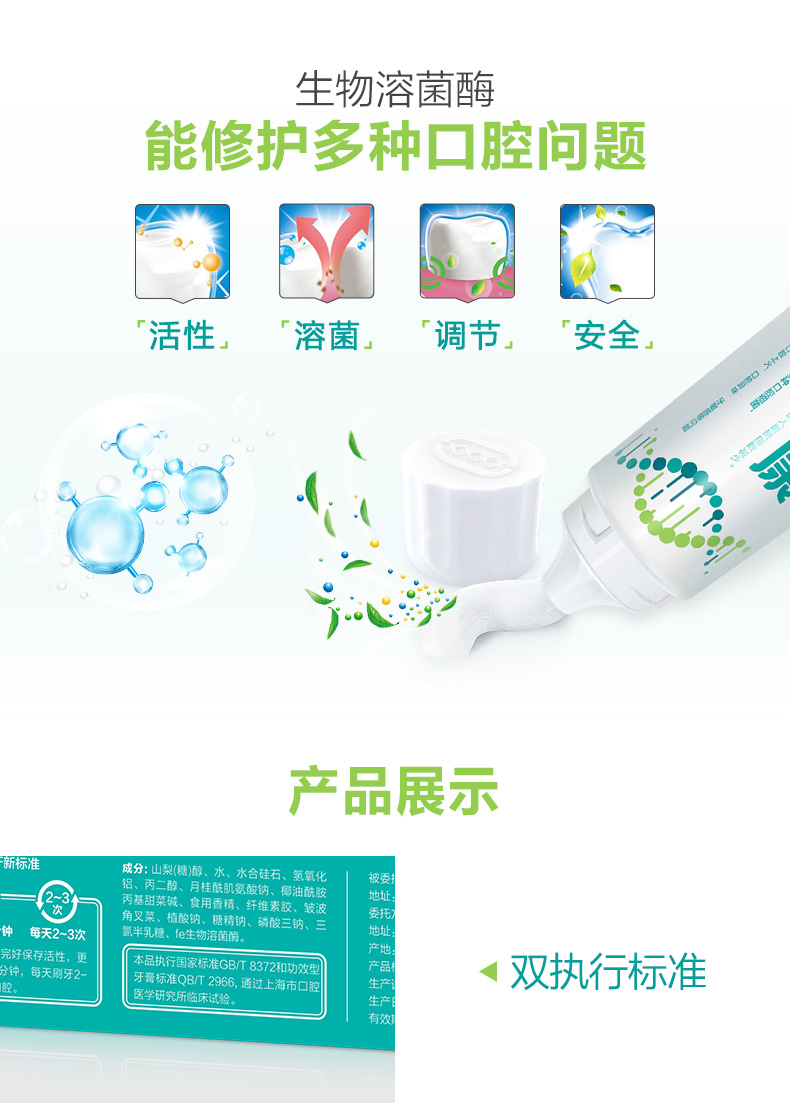 生物溶菌酶
能修护多种口腔问题
「活性」
「溶菌」
「调节」
「安全」
康
产品展示
新标准
2~3
次
钟 每天2~3次
完好保存活性，更
分钟，每天刷牙2-
腔。
成分：山梨(糖)醇、水、水合硅石、氢氧化
铝、丙二醇、月桂酰肌氨酸钠、椰油酰胺
丙基甜菜碱、食用香精、纤维素胶、皱波
角叉菜、植酸钠、糖精钠、磷酸三钠、三
氯半乳糖、fe生物溶菌酶。
本品执行国家标准GB/T 8372和功效型
牙膏标准QB/T 2966, 通过上海市口腔
医学研究所临床试验。
被委
地址：
委托
地址：
产地：
产品
生产
生产
有效
双执行标准